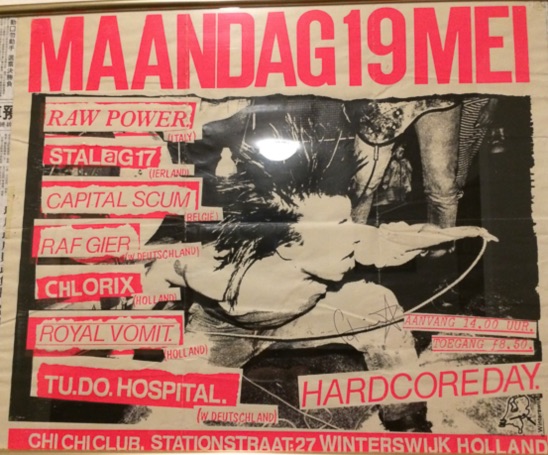 MAANDAG 19 MEI
RAW POWER.
(ITALY)
STALaG 17
(IERLAND)
CAPITAL SCUM
BELGIE)
RAF GIER
(W.DEUTSCHLAND)
CHLORIX
(HOLLAND)
ROYAL VOMIT.
(HOLLAND)
TU.DO. HOSPITAL.
(W.DEUTSCHLAND)
AANVANG 14.00 UUR.
TOEGANG f8.50.
HARDCOREDAY.
CHI CHI CLUB, STATIONSTRAAT:27 WINTERSWIJK HOLLAND